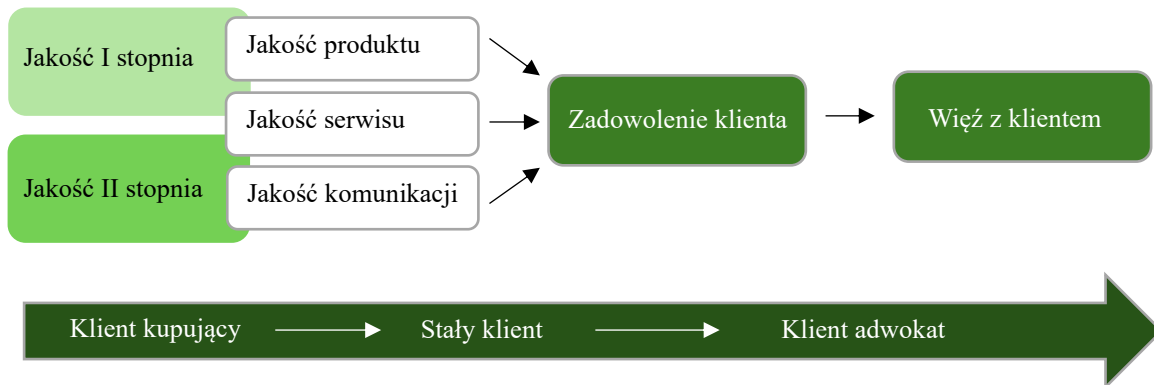 Jakość I stopnia
Jakość produktu
Jakość serwisu
Jakość II stopnia
Jakość komunikacji
Zadowolenie klienta
Więź z klientem
Klient kupujący
Stały klient
Klient adwokat